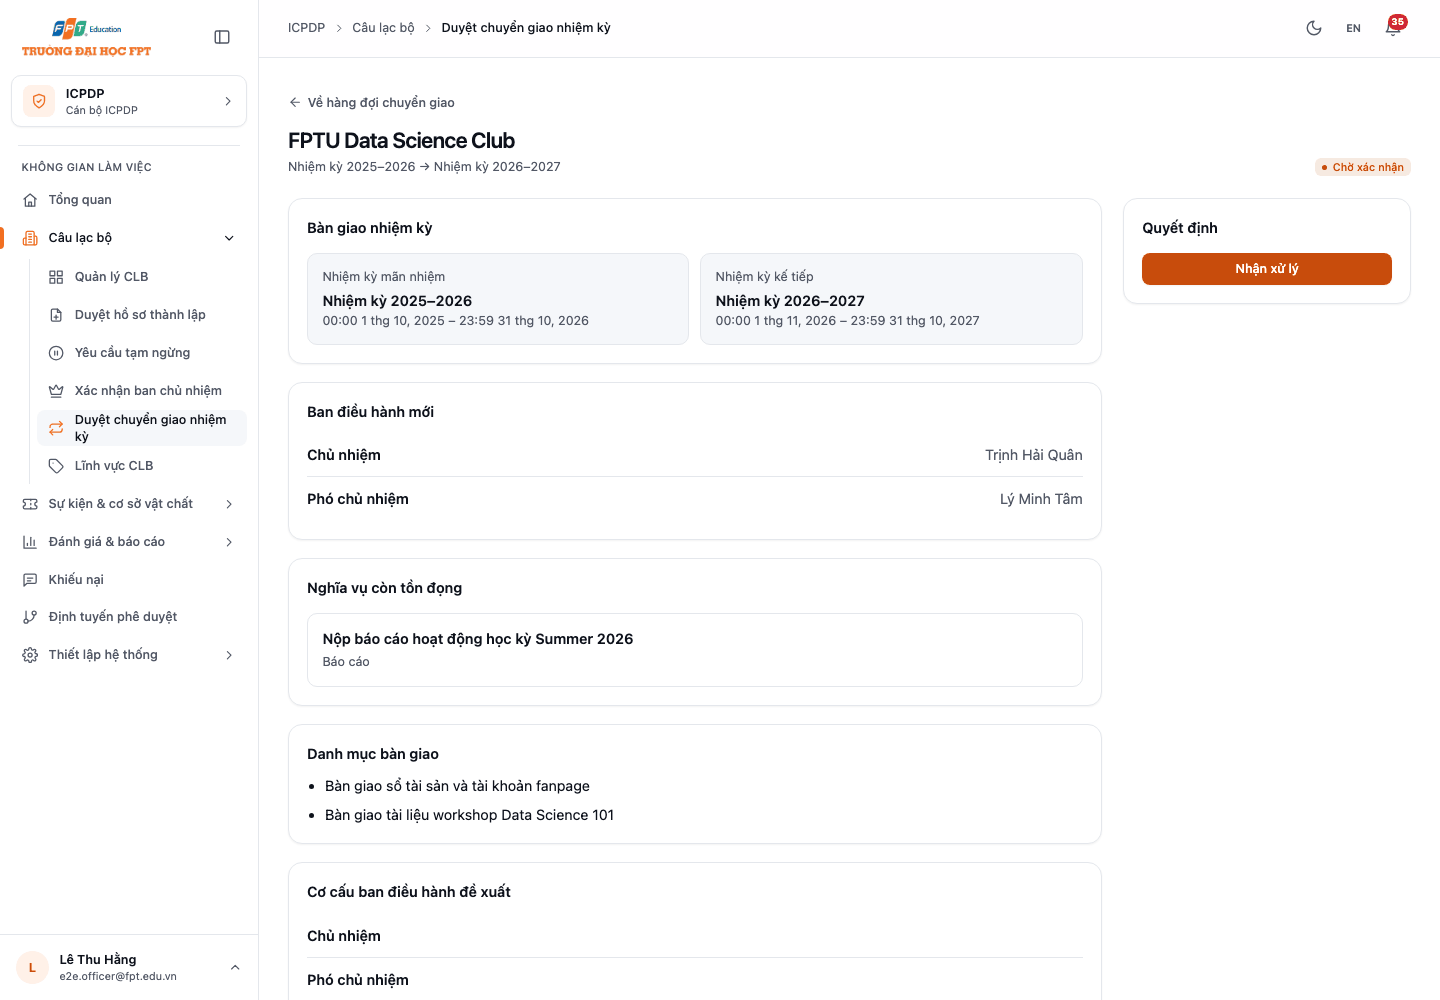 FPT Education
TRƯỜNG ĐẠI HỌC FPT
ICPDP
Cán bộ ICPDP
KHÔNG GIAN LÀM VIỆC
Tổng quan
Câu lạc bộ
Quản lý CLB
Duyệt hồ sơ thành lập
Yêu cầu tạm ngừng
Xác nhận ban chủ nhiệm
Duyệt chuyển giao nhiệm
kỳ
Lĩnh vực CLB
Sự kiện & cơ sở vật chất
Đánh giá & báo cáo
Khiếu nại
Định tuyến phê duyệt
Thiết lập hệ thống
L
Lê Thu Hằng
e2e.officer@fpt.edu.vn
ICPDP > Câu lạc bộ > Duyệt chuyển giao nhiệm kỳ
EN
35
← Về hàng đợi chuyển giao
FPTU Data Science Club
Nhiệm kỳ 2025–2026 → Nhiệm kỳ 2026–2027
Chờ xác nhận
Bàn giao nhiệm kỳ
Nhiệm kỳ mãn nhiệm
Nhiệm kỳ 2025–2026
00:00 1 thg 10, 2025 – 23:59 31 thg 10, 2026
Nhiệm kỳ kế tiếp
Nhiệm kỳ 2026–2027
00:00 1 thg 11, 2026 – 23:59 31 thg 10, 2027
Quyết định
Nhận xử lý
Ban điều hành mới
Chủ nhiệm Trịnh Hải Quân
Phó chủ nhiệm Lý Minh Tâm
Nghĩa vụ còn tồn đọng
Nộp báo cáo hoạt động học kỳ Summer 2026
Báo cáo
Danh mục bàn giao
• Bàn giao sổ tài sản và tài khoản fanpage
• Bàn giao tài liệu workshop Data Science 101
Cơ cấu ban điều hành đề xuất
Chủ nhiệm
Phó chủ nhiệm